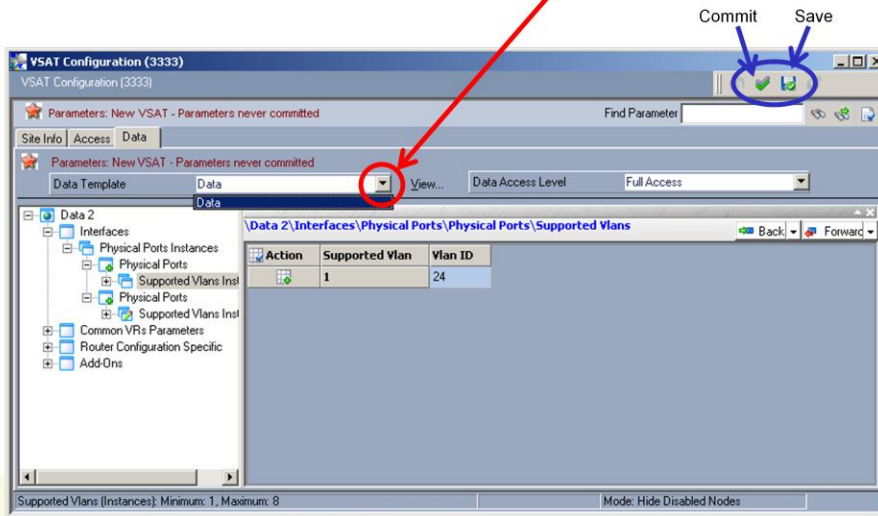 Commit Save
VSAT Configuration (3333)
VSAT Configuration (3333)
Parameters: New VSAT - Parameters never committed
Find Parameter
Site Info Access Data
Parameters: New VSAT - Parameters never committed
Data Template Data View... Data Access Level Full Access
Data
Data 2
Interfaces
Physical Ports Instances
Physical Ports
Supported Vlans Inst
Physical Ports
Supported Vlans Inst
Common VRs Parameters
Router Configuration Specific
Add-Ons
\Data 2\Interfaces\Physical Ports\Physical Ports\Supported Vlans
Back Forward
Action Supported Vlan Vlan ID
1 24
Supported Vlans (Instances): Minimum: 1, Maximum: 8
Mode: Hide Disabled Nodes